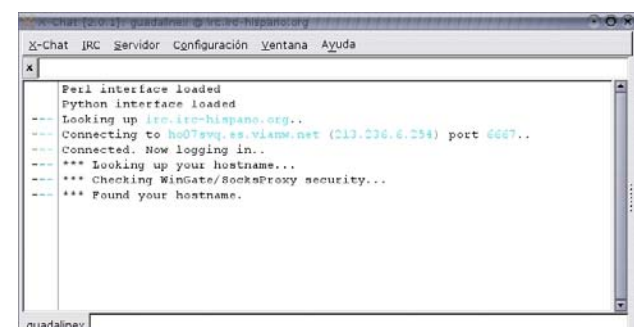 X-Chat [2.0.1]: guadalinex @ irc.irc-hispano.org
X-Chat IRC Servidor Configuración Ventana Ayuda
x
Perl interface loaded
Python interface loaded
--- Looking up irc.irc-hispano.org..
--- Connecting to ho07svq.es.vianw.net (213.236.6.254) port 6667..
--- Connected. Now logging in..
--- *** Looking up your hostname...
--- *** Checking WinGate/SocksProxy security...
--- *** Found your hostname.
guadalinex